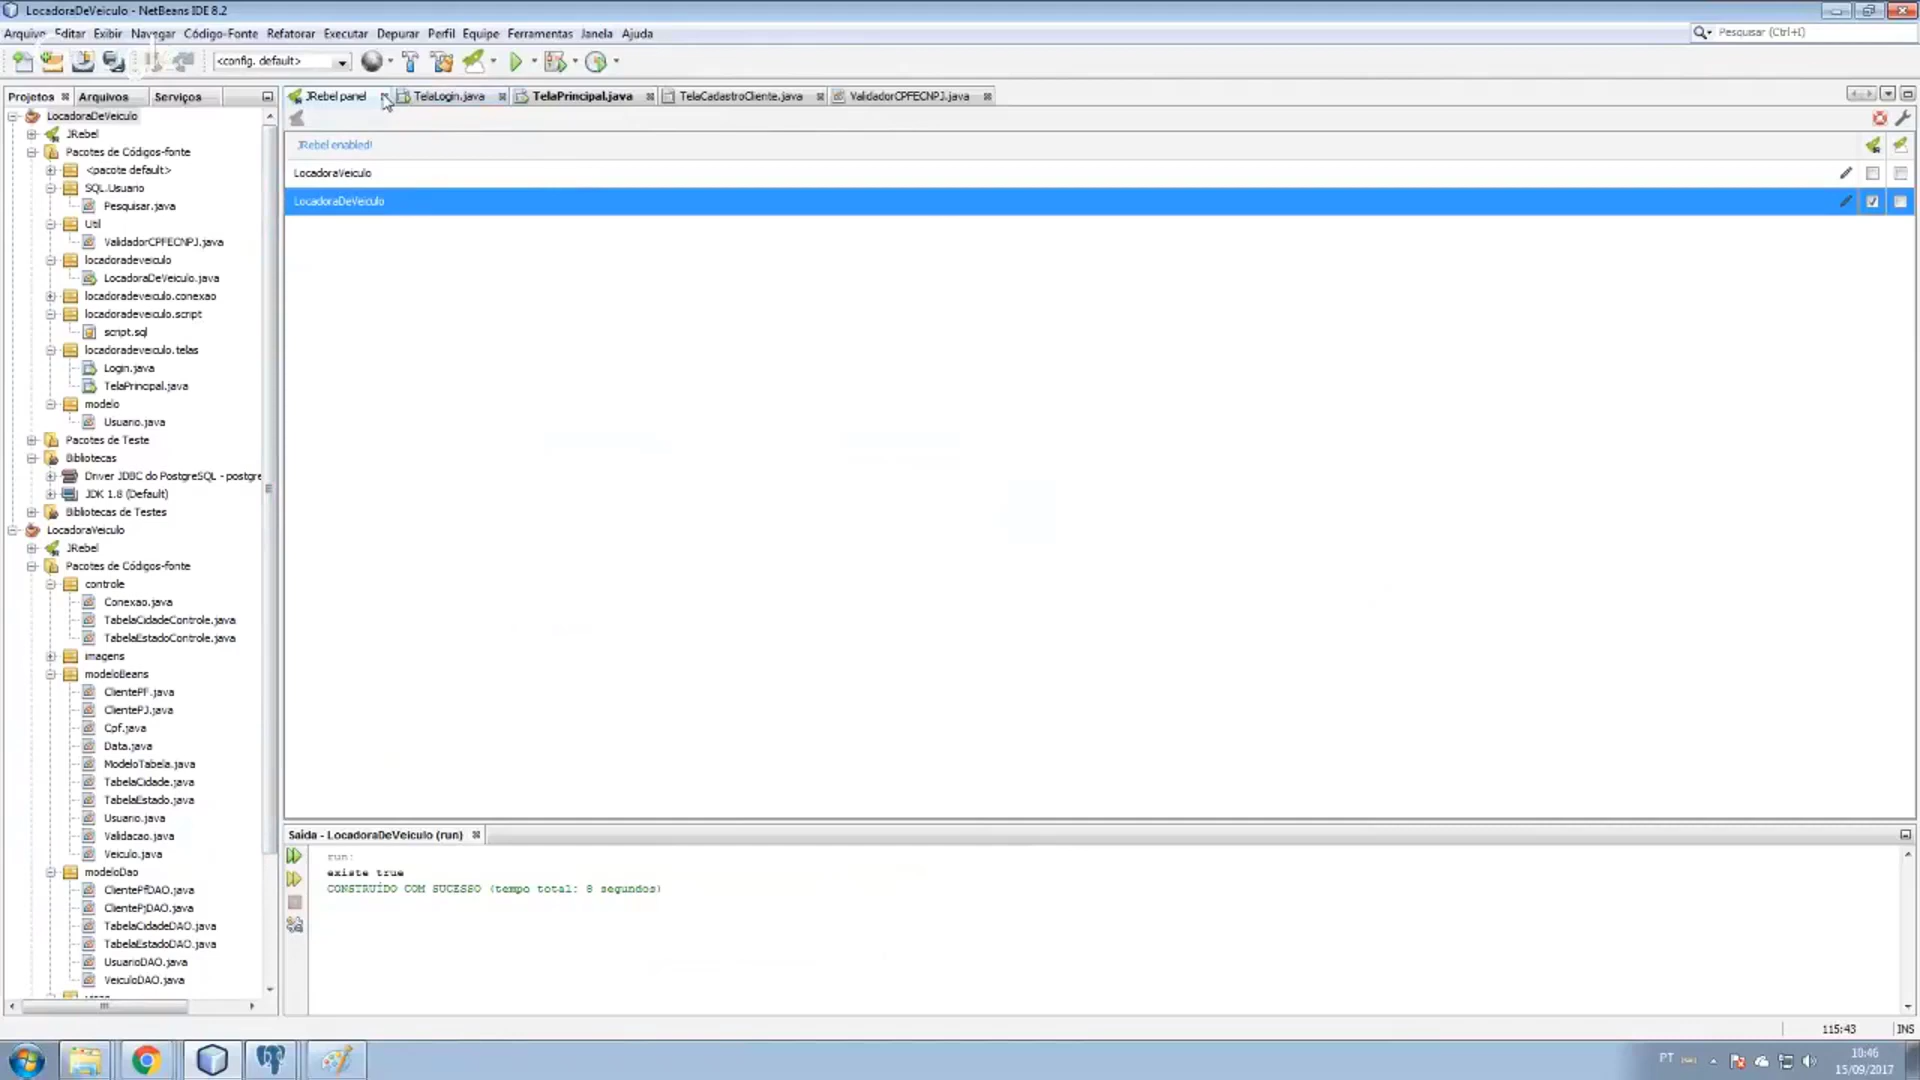 LocadoraDeVeiculo - NetBeans IDE 8.2
Arquivo Editar Exibir Navegar Código-Fonte Refatorar Executar Depurar Perfil Equipe Ferramentas Janela Ajuda
Pesquisar (Ctrl+I)
<config. default>
Projetos Arquivos Serviços
JRebel panel TelaLogin.java TelaPrincipal.java TelaCadastroCliente.java ValidadorCPFECNPJ.java
LocadoraDeVeiculo
JRebel
Pacotes de Códigos-fonte
<pacote default>
SQL.Usuario
Pesquisar.java
Util
ValidadorCPFECNPJ.java
locadoradeveiculo
LocadoraDeVeiculo.java
locadoradeveiculo.conexao
locadoradeveiculo.script
script.sql
locadoradeveiculo.telas
Login.java
TelaPrincipal.java
modelo
Usuario.java
Pacotes de Teste
Bibliotecas
Driver JDBC do PostgreSQL - postgre
JDK 1.8 (Default)
Bibliotecas de Testes
LocadoraVeiculo
JRebel
Pacotes de Códigos-fonte
controle
Conexao.java
TabelaCidadeControle.java
TabelaEstadoControle.java
imagens
modeloBeans
ClientePF.java
ClientePJ.java
Cpf.java
Data.java
ModeloTabela.java
TabelaCidade.java
TabelaEstado.java
Usuario.java
Validacao.java
Veiculo.java
modeloDao
ClientePfDAO.java
ClientePjDAO.java
TabelaCidadeDAO.java
TabelaEstadoDAO.java
UsuarioDAO.java
VeiculoDAO.java
JRebel enabled!
LocadoraVeiculo
LocadoraDeVeiculo
Saída - LocadoraDeVeiculo (run)
run:
existe true
CONSTRUÍDO COM SUCESSO (tempo total: 8 segundos)
115:43 INS
PT
10:46
15/09/2017